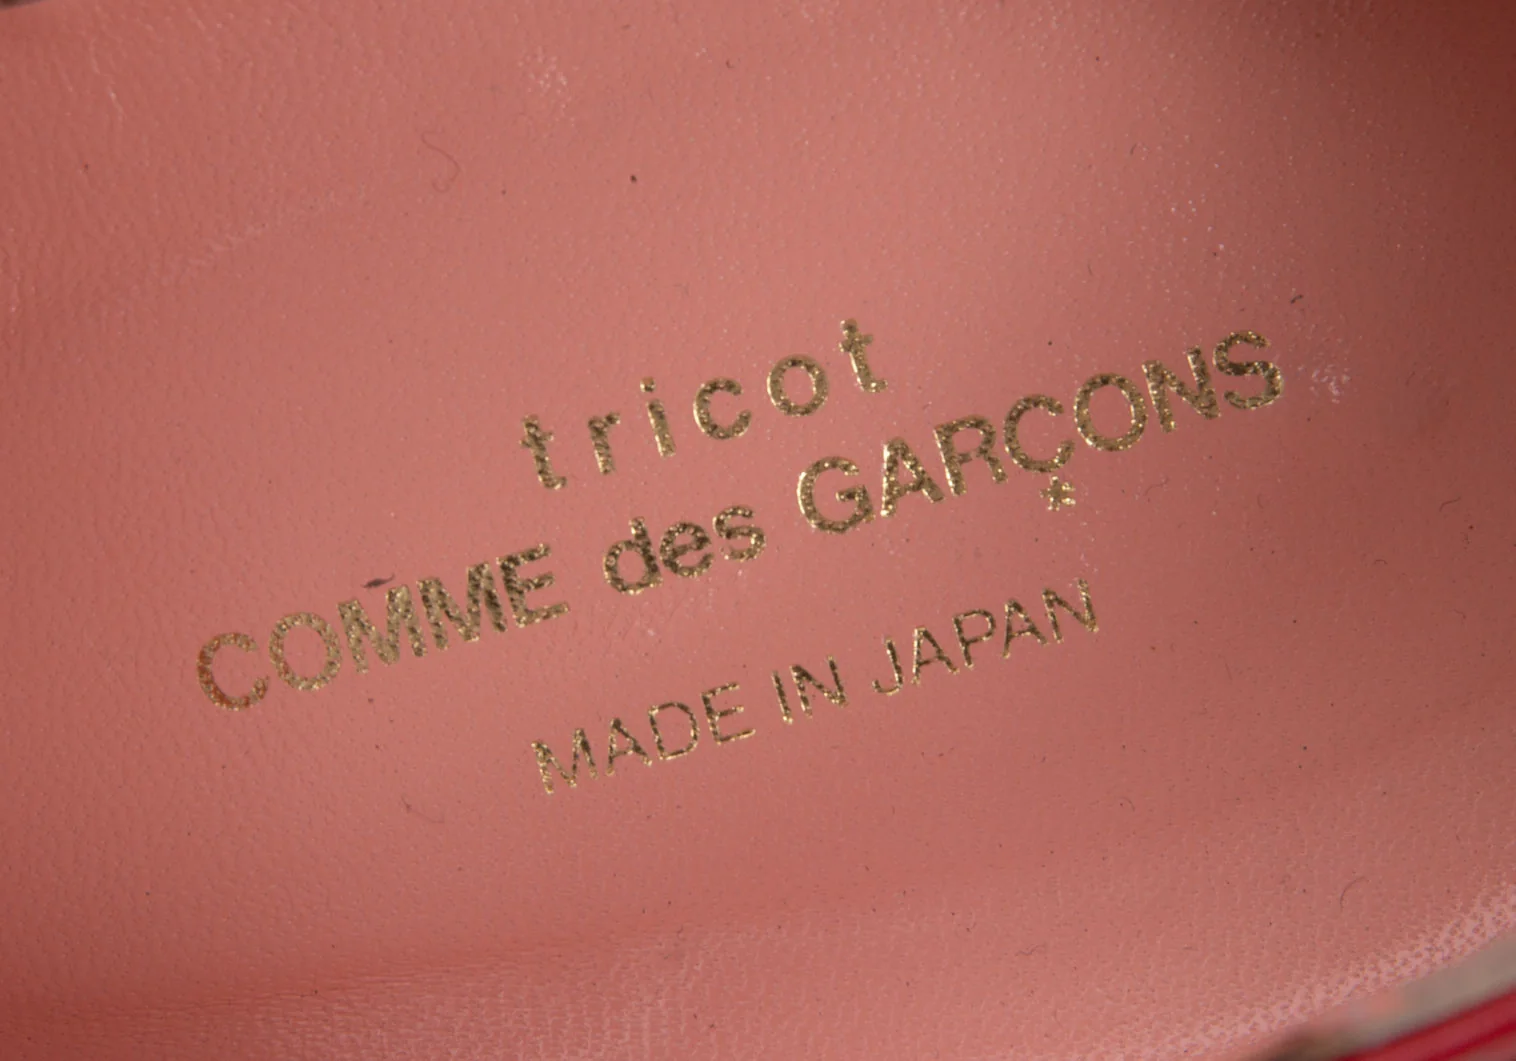 tricot
COMME des GARÇONS
*
MADE IN JAPAN